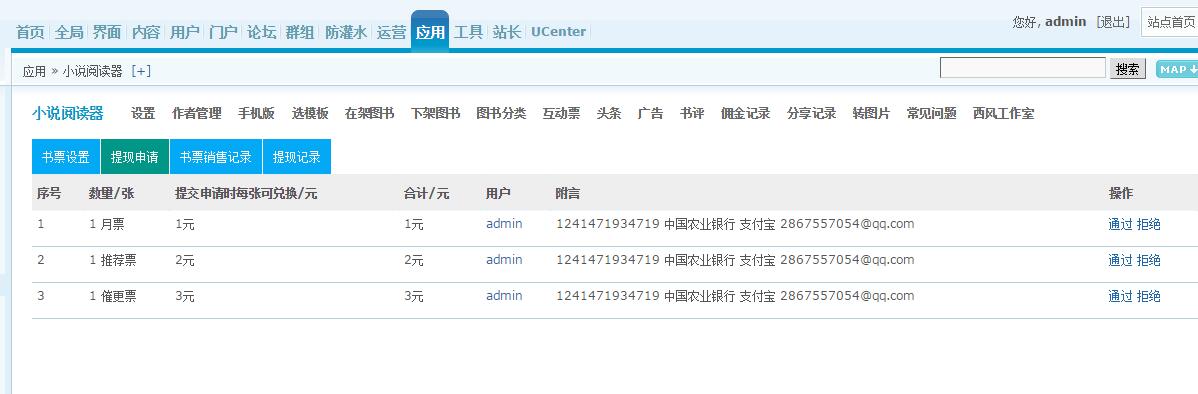 您好, admin [退出] 站点首页
首页 全局 界面 内容 用户 门户 论坛 群组 防灌水 运营 应用 工具 站长 UCenter
应用 » 小说阅读器 [+] 搜索 MAP
小说阅读器 设置 作者管理 手机版 选模板 在架图书 下架图书 图书分类 互动票 头条 广告 书评 佣金记录 分享记录 转图片 常见问题 西风工作室
书票设置 提现申请 书票销售记录 提现记录
序号 数量/张 提交申请时每张可兑换/元 合计/元 用户 附言 操作
1 1 月票 1元 1元 admin 1241471934719 中国农业银行 支付宝 2867557054@qq.com 通过 拒绝
2 1 推荐票 2元 2元 admin 1241471934719 中国农业银行 支付宝 2867557054@qq.com 通过 拒绝
3 1 催更票 3元 3元 admin 1241471934719 中国农业银行 支付宝 2867557054@qq.com 通过 拒绝